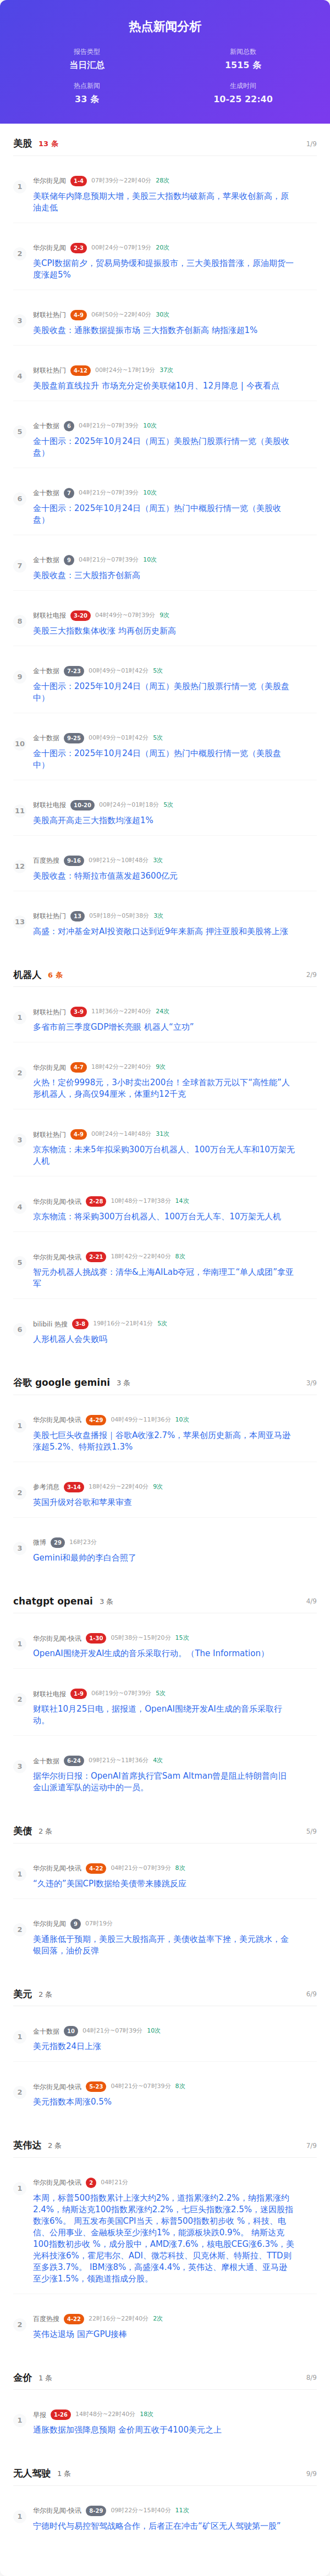 热点新闻分析
报告类型
当日汇总
新闻总数
1515 条
热点新闻
33 条
生成时间
10-25 22:40
美股 13 条 1/9
1
华尔街见闻 1-4 07时39分~22时40分 28次
美联储年内降息预期大增，美股三大指数均破新高，苹果收创新高，原
油走低
2
华尔街见闻 2-3 00时24分~07时19分 20次
美CPI数据前夕，贸易局势缓和提振股市，三大美股指普涨，原油期货一
度涨超5%
3
财联社热门 4-9 06时50分~22时40分 30次
美股收盘：通胀数据提振市场 三大指数齐创新高 纳指涨超1%
4
财联社热门 4-12 00时24分~17时19分 37次
美股盘前直线拉升 市场充分定价美联储10月、12月降息 | 今夜看点
5
金十数据 6 04时21分~07时39分 10次
金十图示：2025年10月24日（周五）美股热门股票行情一览（美股收
盘）
6
金十数据 7 04时21分~07时39分 10次
金十图示：2025年10月24日（周五）热门中概股行情一览（美股收
盘）
7
金十数据 9 04时21分~07时39分 10次
美股收盘：三大股指齐创新高
8
财联社电报 3-20 04时49分~07时39分 9次
美股三大指数集体收涨 均再创历史新高
9
金十数据 7-23 00时49分~01时42分 5次
金十图示：2025年10月24日（周五）美股热门股票行情一览（美股盘
中）
10
金十数据 9-25 00时49分~01时42分 5次
金十图示：2025年10月24日（周五）热门中概股行情一览（美股盘
中）
11
财联社电报 10-20 00时24分~01时18分 5次
美股高开高走三大指数均涨超1%
12
百度热搜 9-16 09时21分~10时48分 3次
美股收盘：特斯拉市值蒸发超3600亿元
13
财联社热门 13 05时18分~05时38分 3次
高盛：对冲基金对AI投资敞口达到近9年来新高 押注亚股和美股将上涨
机器人 6 条 2/9
1
财联社热门 3-9 11时36分~22时40分 24次
多省市前三季度GDP增长亮眼 机器人“立功”
2
华尔街见闻 4-7 18时42分~22时40分 9次
火热！定价9998元，3小时卖出200台！全球首款万元以下“高性能”人
形机器人，身高仅94厘米，体重约12千克
3
财联社热门 4-9 00时24分~14时48分 31次
京东物流：未来5年拟采购300万台机器人、100万台无人车和10万架无
人机
4
华尔街见闻-快讯 2-28 10时48分~17时38分 14次
京东物流：将采购300万台机器人、100万台无人车、10万架无人机
5
华尔街见闻-快讯 2-21 18时42分~22时40分 8次
智元办机器人挑战赛：清华&上海AILab夺冠，华南理工“单人成团”拿亚
军
6
bilibili 热搜 3-8 19时16分~21时41分 5次
人形机器人会失败吗
谷歌 google gemini 3 条 3/9
1
华尔街见闻-快讯 4-29 04时49分~11时36分 10次
美股七巨头收盘播报｜谷歌A收涨2.7%，苹果创历史新高，本周亚马逊
涨超5.2%、特斯拉跌1.3%
2
参考消息 3-14 18时42分~22时40分 9次
英国升级对谷歌和苹果审查
3
微博 29 16时23分
Gemini和最帅的李白合照了
chatgpt openai 3 条 4/9
1
华尔街见闻-快讯 1-30 05时38分~15时20分 15次
OpenAI围绕开发AI生成的音乐采取行动。（The Information）
2
财联社电报 1-9 06时19分~07时39分 5次
财联社10月25日电，据报道，OpenAI围绕开发AI生成的音乐采取行
动。
3
金十数据 6-24 09时21分~11时36分 4次
据华尔街日报：OpenAI首席执行官Sam Altman曾是阻止特朗普向旧
金山派遣军队的运动中的一员。
美债 2 条 5/9
1
华尔街见闻-快讯 4-22 04时21分~07时39分 8次
“久违的”美国CPI数据给美债带来膝跳反应
2
华尔街见闻 9 07时19分
美通胀低于预期，美股三大股指高开，美债收益率下挫，美元跳水，金
银回落，油价反弹
美元 2 条 6/9
1
金十数据 10 04时21分~07时39分 10次
美元指数24日上涨
2
华尔街见闻-快讯 5-23 04时21分~07时39分 8次
美元指数本周涨0.5%
英伟达 2 条 7/9
1
华尔街见闻-快讯 2 04时21分
本周，标普500指数累计上涨大约2%，道指累涨约2.2%，纳指累涨约
2.4%，纳斯达克100指数累涨约2.2%，七巨头指数涨2.5%，迷因股指
数涨6%。 周五发布美国CPI当天，标普500指数初步收 %，科技、电
信、公用事业、金融板块至少涨约1%，能源板块跌0.9%。 纳斯达克
100指数初步收 %，成分股中，AMD涨7.6%，核电股CEG涨6.3%，美
光科技涨6%，霍尼韦尔、ADI、微芯科技、贝克休斯、特斯拉、TTD则
至多跌3.7%。 IBM涨8%，高盛涨4.4%，英伟达、摩根大通、亚马逊
至少涨1.5%，领跑道指成分股。
2
百度热搜 4-22 22时16分~22时40分 2次
英伟达退场 国产GPU接棒
金价 1 条 8/9
1
早报 1-26 14时48分~22时40分 18次
通胀数据加强降息预期 金价周五收于4100美元之上
无人驾驶 1 条 9/9
1
华尔街见闻-快讯 8-29 09时22分~15时40分 11次
宁德时代与易控智驾战略合作，后者正在冲击“矿区无人驾驶第一股”